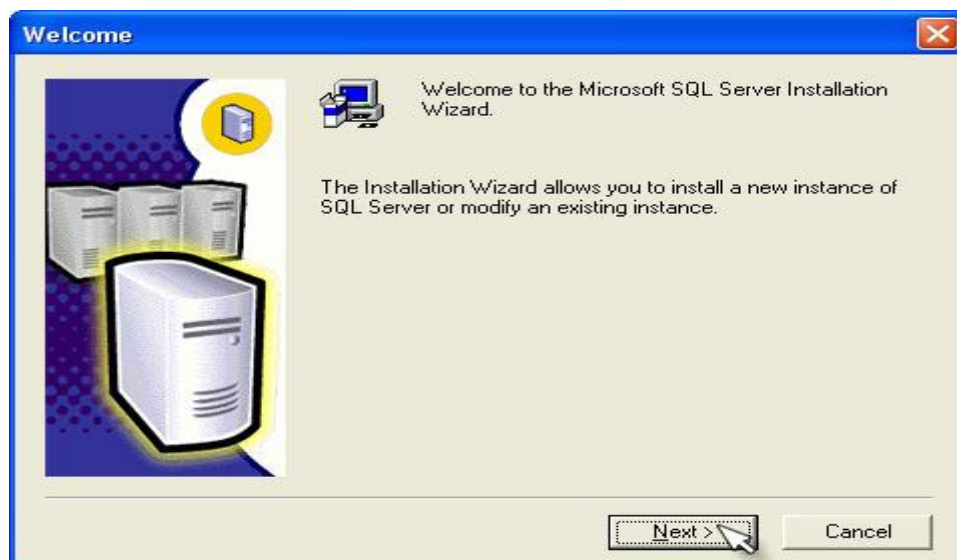 Welcome
Welcome to the Microsoft SQL Server Installation
Wizard.
The Installation Wizard allows you to install a new instance of
SQL Server or modify an existing instance.
Next >
Cancel